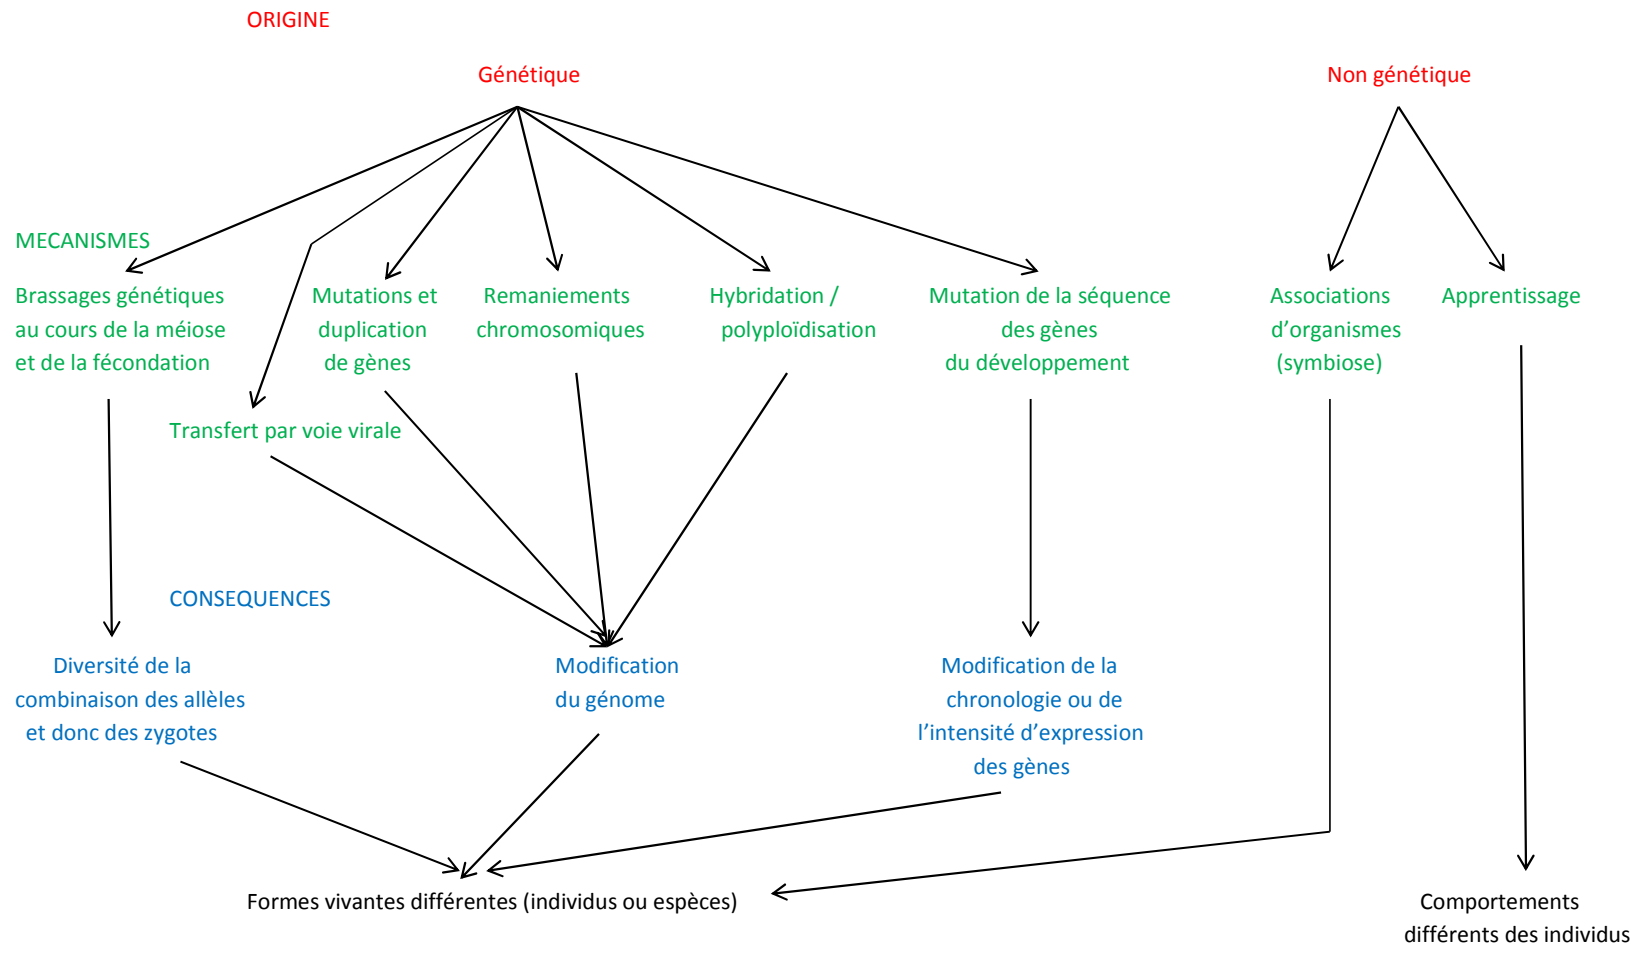 ORIGINE
Génétique
Non génétique
MECANISMES
Brassages génétiques
au cours de la méiose
et de la fécondation
Mutations et
duplication
de gènes
Remaniements
chromosomiques
Hybridation /
polyploïdisation
Mutation de la séquence
des gènes
du développement
Associations
d’organismes
(symbiose)
Apprentissage
Transfert par voie virale
CONSEQUENCES
Diversité de la
combinaison des allèles
et donc des zygotes
Modification
du génome
Modification de la
chronologie ou de
l’intensité d’expression
des gènes
Formes vivantes différentes (individus ou espèces)
Comportements
différents des individus